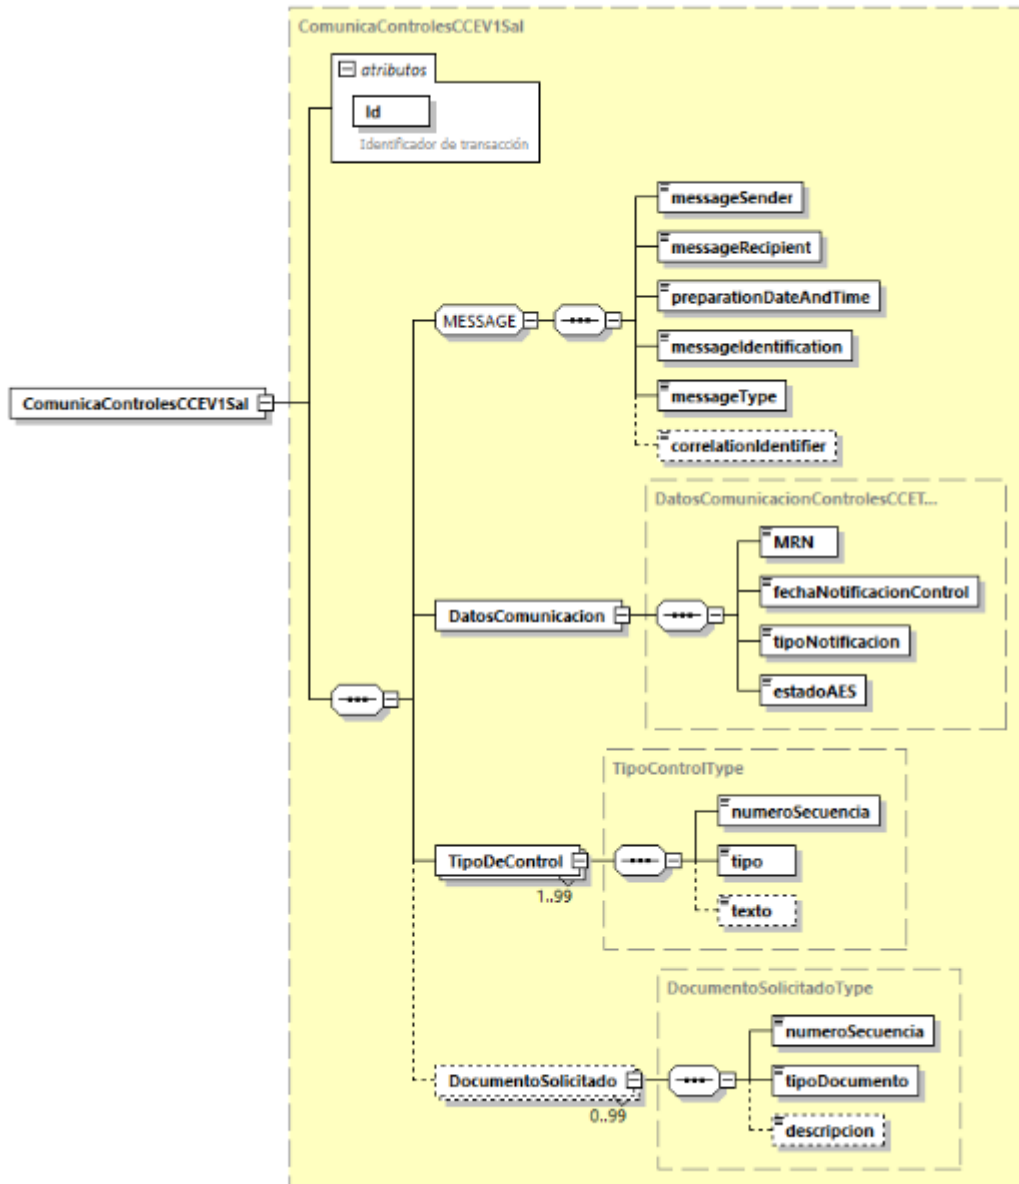 ComunicaControlesCCEV1Sal
atributos
Id
Identificador de transacción
messageSender
messageRecipient
preparationDateAndTime
MESSAGE
messageIdentification
messageType
ComunicaControlesCCEV1Sal
correlationIdentifier
DatosComunicacionControlesCCET...
MRN
fechaNotificacionControl
DatosComunicacion
tipoNotificacion
estadoAES
TipoControlType
numeroSecuencia
TipoDeControl
tipo
1..99
texto
DocumentoSolicitadoType
numeroSecuencia
DocumentoSolicitado
tipoDocumento
0..99
descripcion